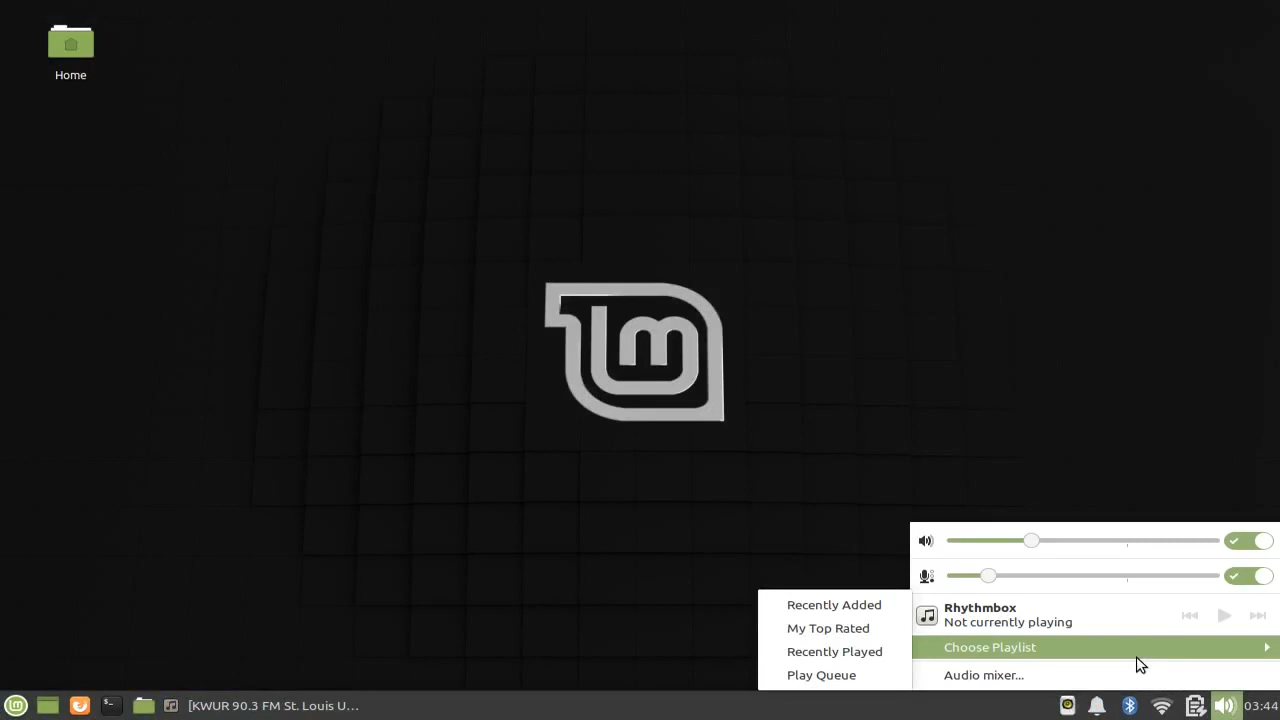 Home
Rhythmbox
Not currently playing
Choose Playlist
Recently Added
My Top Rated
Recently Played
Play Queue
Audio mixer...
[KWUR 90.3 FM St. Louis U...
03:44